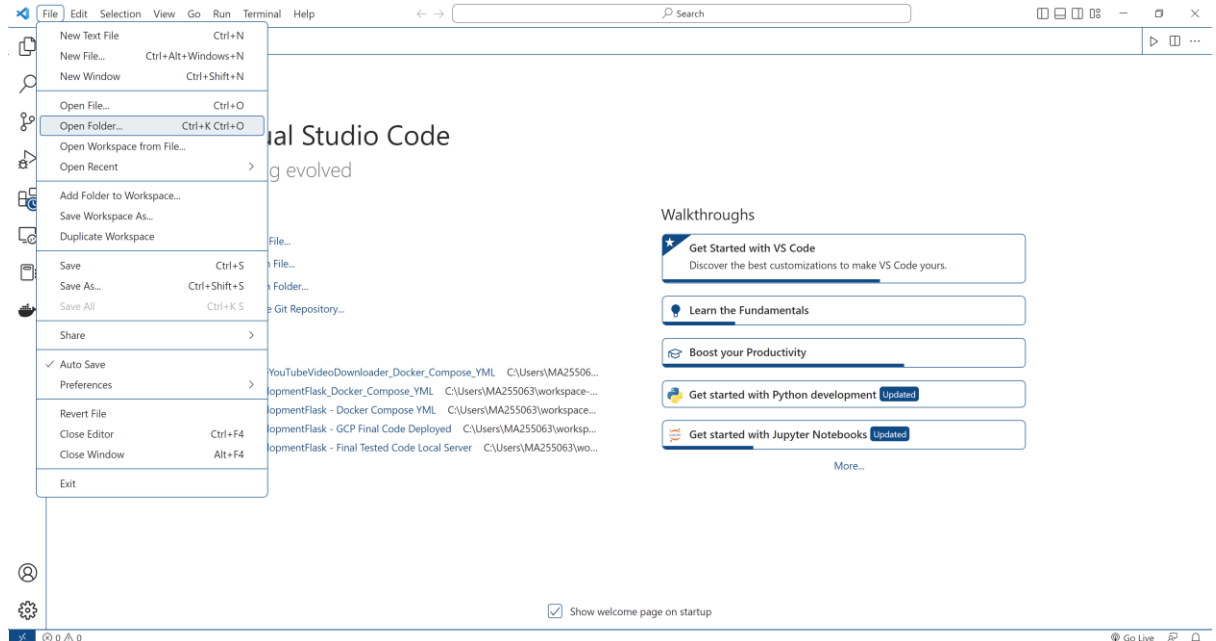 File Edit Selection View Go Run Terminal Help
Search
New Text File Ctrl+N
New File... Ctrl+Alt+Windows+N
New Window Ctrl+Shift+N
Open File... Ctrl+O
Open Folder... Ctrl+K Ctrl+O
Open Workspace from File...
Open Recent
Add Folder to Workspace...
Save Workspace As...
Duplicate Workspace
Save Ctrl+S
Save As... Ctrl+Shift+S
Save All Ctrl+K S
Share
Auto Save
Preferences
Revert File
Close Editor Ctrl+F4
Close Window Alt+F4
Exit
ual Studio Code
g evolved
File...
File...
Folder...
e Git Repository...
YouTubeVideoDownloader_Docker_Compose_YML C:\Users\MA25506...
lopmentFlask_Docker_Compose_YML C:\Users\MA255063\workspace-...
lopmentFlask - Docker Compose YML C:\Users\MA255063\workspace...
lopmentFlask - GCP Final Code Deployed C:\Users\MA255063\worksp...
lopmentFlask - Final Tested Code Local Server C:\Users\MA255063\wo...
Walkthroughs
Get Started with VS Code
Discover the best customizations to make VS Code yours.
Learn the Fundamentals
Boost your Productivity
Get started with Python development Updated
Get started with Jupyter Notebooks Updated
More...
Show welcome page on startup
0 0
Go Live